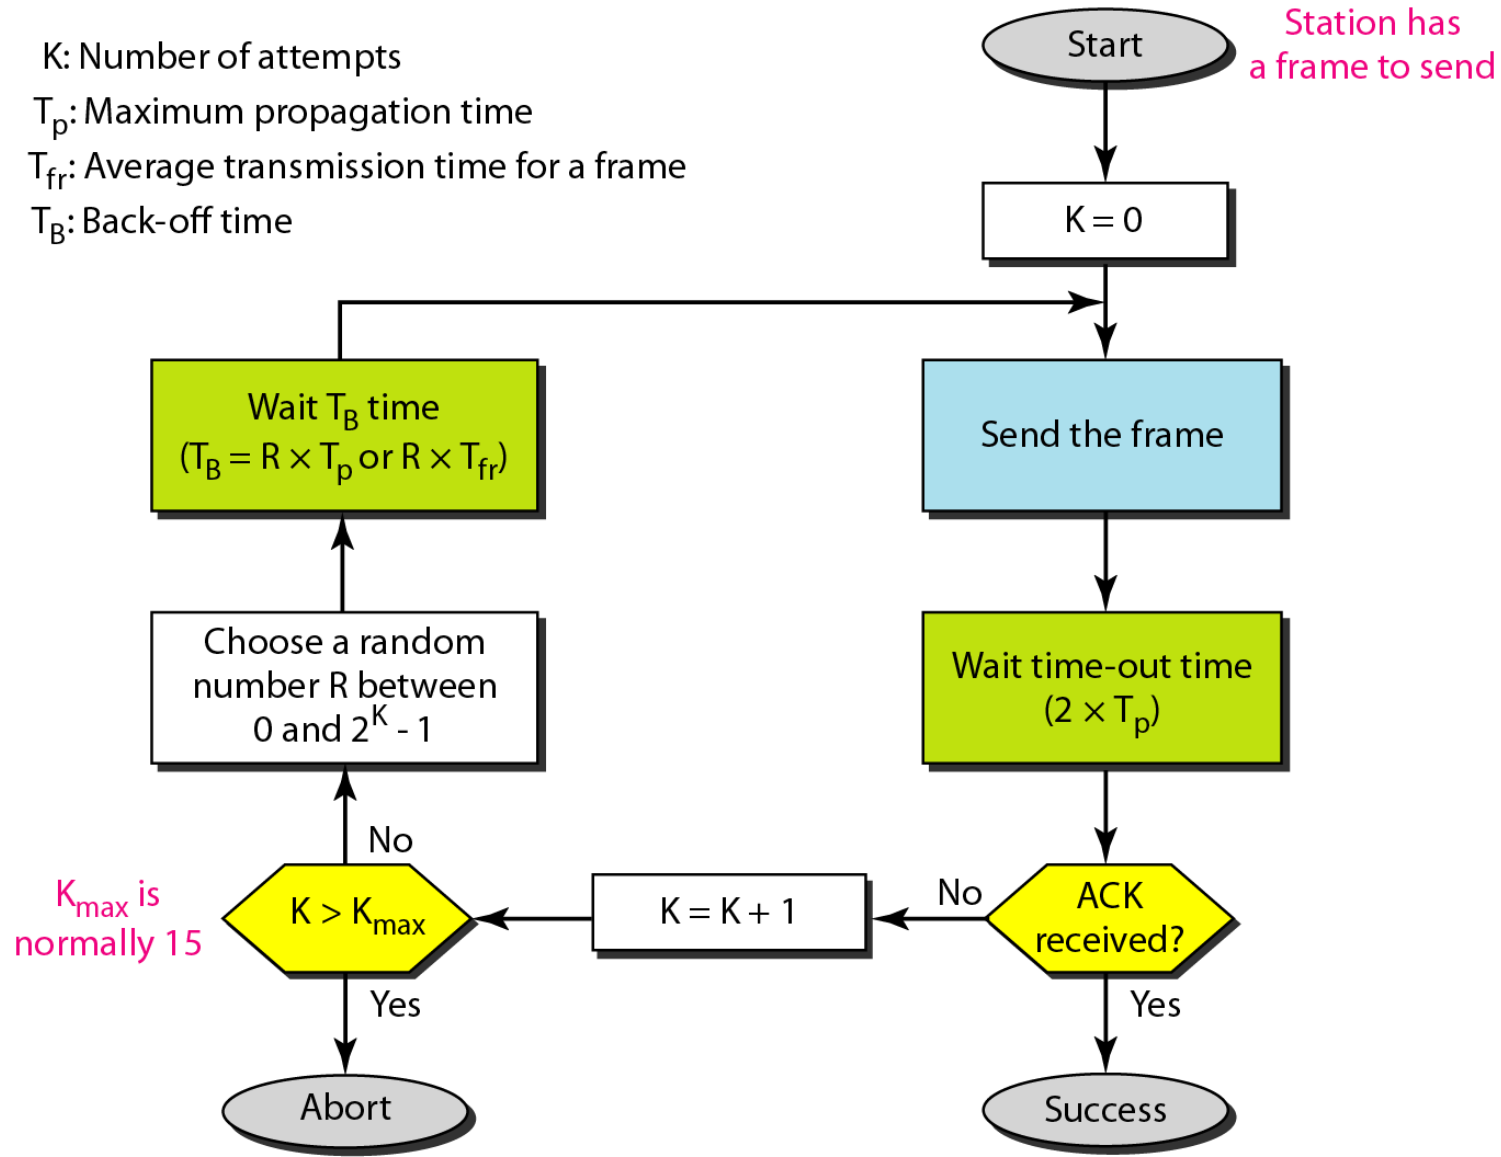 K: Number of attempts
Tp: Maximum propagation time
Tfr: Average transmission time for a frame
TB: Back-off time
Start
Station has
a frame to send
K = 0
Wait TB time
(TB = R × Tp or R × Tfr)
Send the frame
Choose a random
number R between
0 and 2^K - 1
Wait time-out time
(2 × Tp)
No
Kmax is
normally 15
K > Kmax
K = K + 1
No
ACK
received?
Yes
Yes
Abort
Success